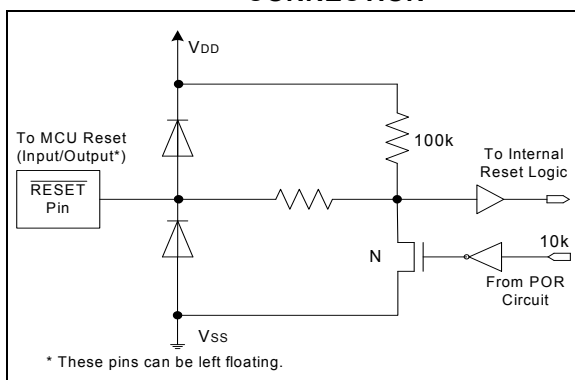 VDD
To MCU Reset
(Input/Output*)
RESET
Pin
100k
To Internal
Reset Logic
10k
N
From POR
Circuit
VSS
* These pins can be left floating.